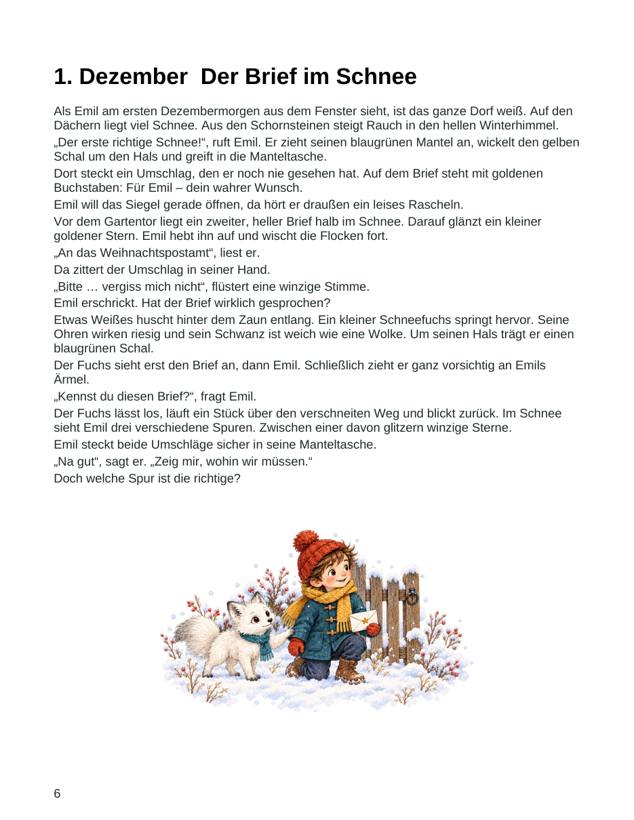 1. Dezember  Der Brief im Schnee
Als Emil am ersten Dezembermorgen aus dem Fenster sieht, ist das ganze Dorf weiß. Auf den
Dächern liegt viel Schnee. Aus den Schornsteinen steigt Rauch in den hellen Winterhimmel.
„Der erste richtige Schnee!“, ruft Emil. Er zieht seinen blaugrünen Mantel an, wickelt den gelben
Schal um den Hals und greift in die Manteltasche.
Dort steckt ein Umschlag, den er noch nie gesehen hat. Auf dem Brief steht mit goldenen
Buchstaben: Für Emil – dein wahrer Wunsch.
Emil will das Siegel gerade öffnen, da hört er draußen ein leises Rascheln.
Vor dem Gartentor liegt ein zweiter, heller Brief halb im Schnee. Darauf glänzt ein kleiner
goldener Stern. Emil hebt ihn auf und wischt die Flocken fort.
„An das Weihnachtspostamt“, liest er.
Da zittert der Umschlag in seiner Hand.
„Bitte … vergiss mich nicht“, flüstert eine winzige Stimme.
Emil erschrickt. Hat der Brief wirklich gesprochen?
Etwas Weißes huscht hinter dem Zaun entlang. Ein kleiner Schneefuchs springt hervor. Seine
Ohren wirken riesig und sein Schwanz ist weich wie eine Wolke. Um seinen Hals trägt er einen
blaugrünen Schal.
Der Fuchs sieht erst den Brief an, dann Emil. Schließlich zieht er ganz vorsichtig an Emils
Ärmel.
„Kennst du diesen Brief?“, fragt Emil.
Der Fuchs lässt los, läuft ein Stück über den verschneiten Weg und blickt zurück. Im Schnee
sieht Emil drei verschiedene Spuren. Zwischen einer davon glitzern winzige Sterne.
Emil steckt beide Umschläge sicher in seine Manteltasche.
„Na gut“, sagt er. „Zeig mir, wohin wir müssen.“
Doch welche Spur ist die richtige?
6